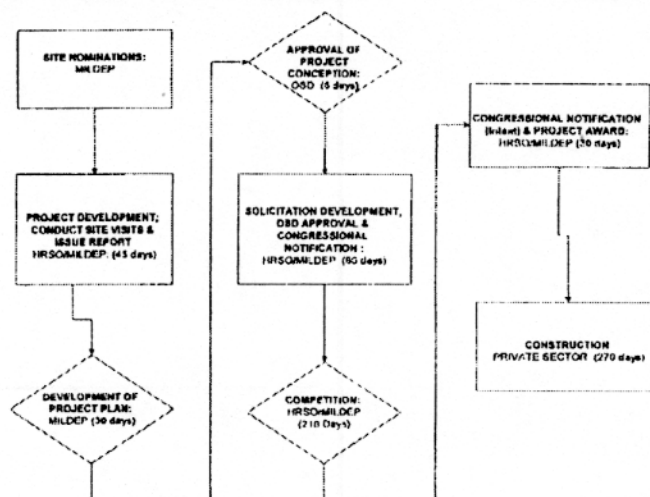 SITE NOMINATIONS:
MILDEP
PROJECT DEVELOPMENT;
CONDUCT SITE VISITS &
ISSUE REPORT
HRSO/MILDEP: (45 days)
DEVELOPMENT OF
PROJECT PLAN:
MILDEP (30 days)
APPROVAL OF
PROJECT
CONCEPTION:
OSD (5 days)
SOLICITATION DEVELOPMENT,
OSD APPROVAL &
CONGRESSIONAL
NOTIFICATION :
HRSO/MILDEP (60 days)
COMPETITION:
HRSO/MILDEP
(210 Days)
CONGRESSIONAL NOTIFICATION
(Intent) & PROJECT AWARD:
HRSO/MILDEP (30 days)
CONSTRUCTION
PRIVATE SECTOR (270 days)